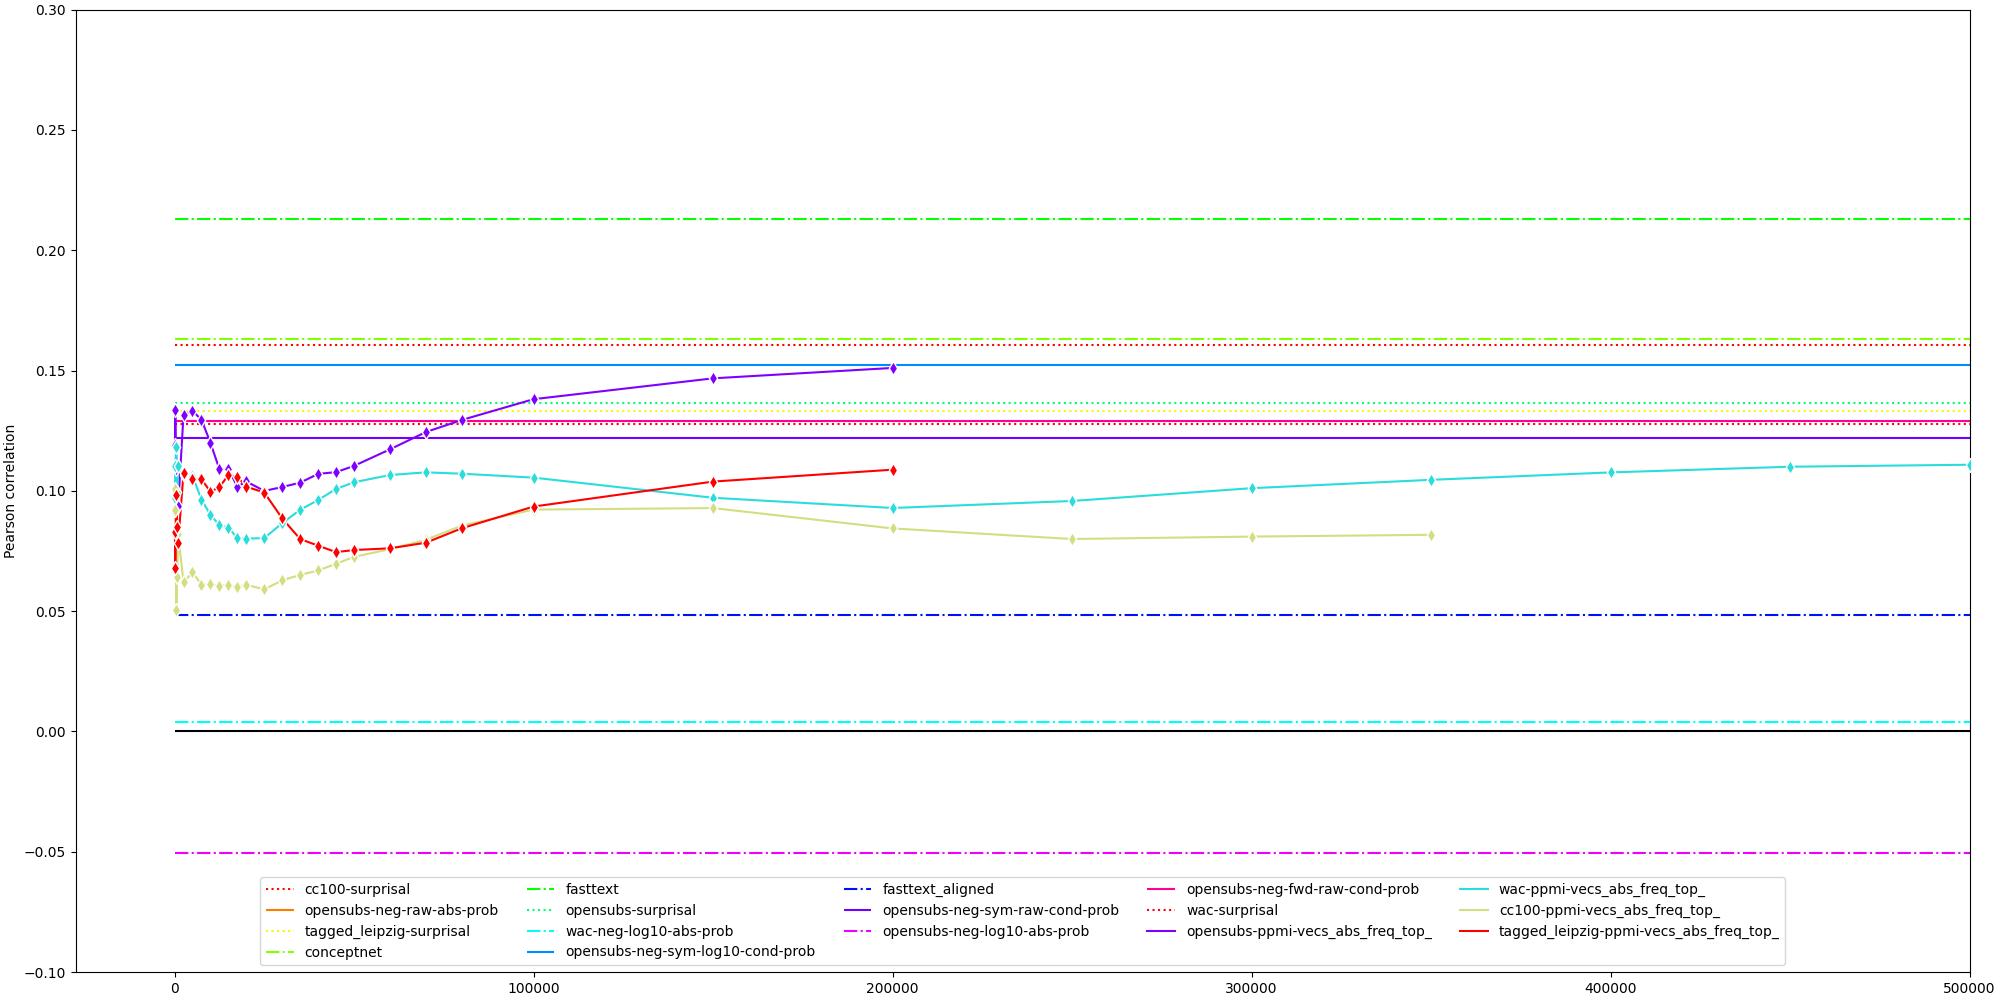 0.30
0.25
0.20
0.15
0.10
0.05
0.00
−0.05
−0.10
Pearson correlation
cc100-surprisal
opensubs-neg-raw-abs-prob
tagged_leipzig-surprisal
conceptnet
fasttext
opensubs-surprisal
wac-neg-log10-abs-prob
opensubs-neg-sym-log10-cond-prob
fasttext_aligned
opensubs-neg-sym-raw-cond-prob
opensubs-neg-log10-abs-prob
opensubs-neg-fwd-raw-cond-prob
wac-surprisal
opensubs-ppmi-vecs_abs_freq_top_
wac-ppmi-vecs_abs_freq_top_
cc100-ppmi-vecs_abs_freq_top_
tagged_leipzig-ppmi-vecs_abs_freq_top_
0 100000 200000 300000 400000 500000